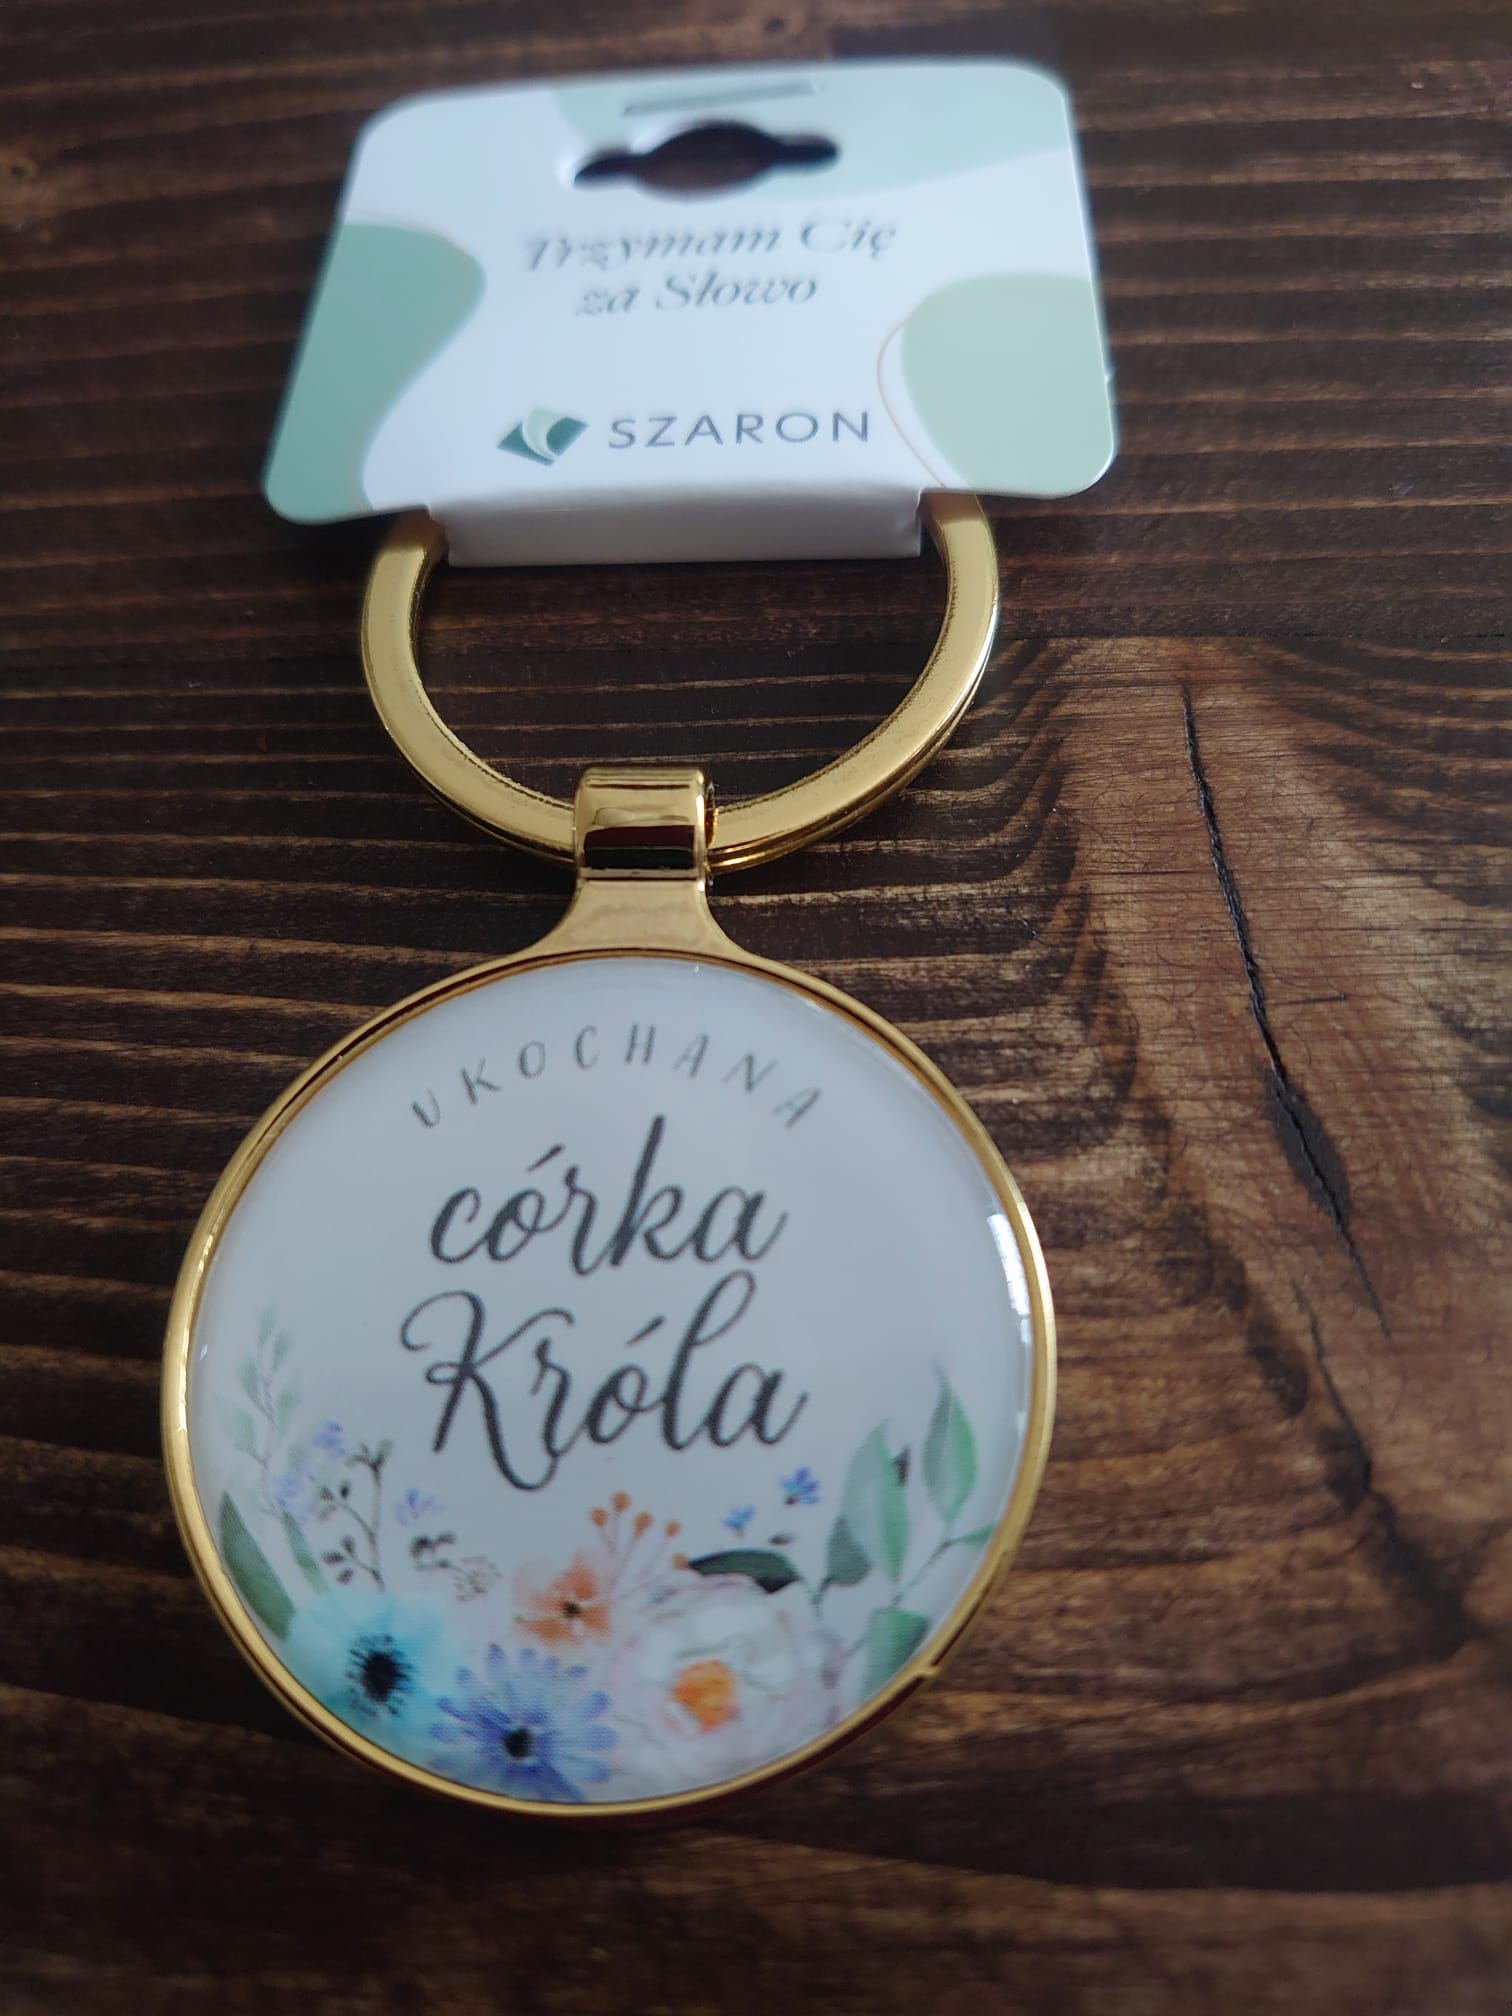 Trzymam Cię
za Słowo
SZARON
UKOCHANA
córka
Króla